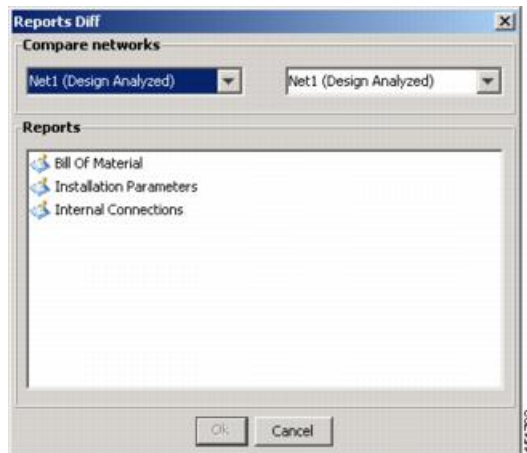 Reports Diff
Compare networks
Net1 (Design Analyzed) Net1 (Design Analyzed)
Reports
Bill Of Material
Installation Parameters
Internal Connections
Ok Cancel